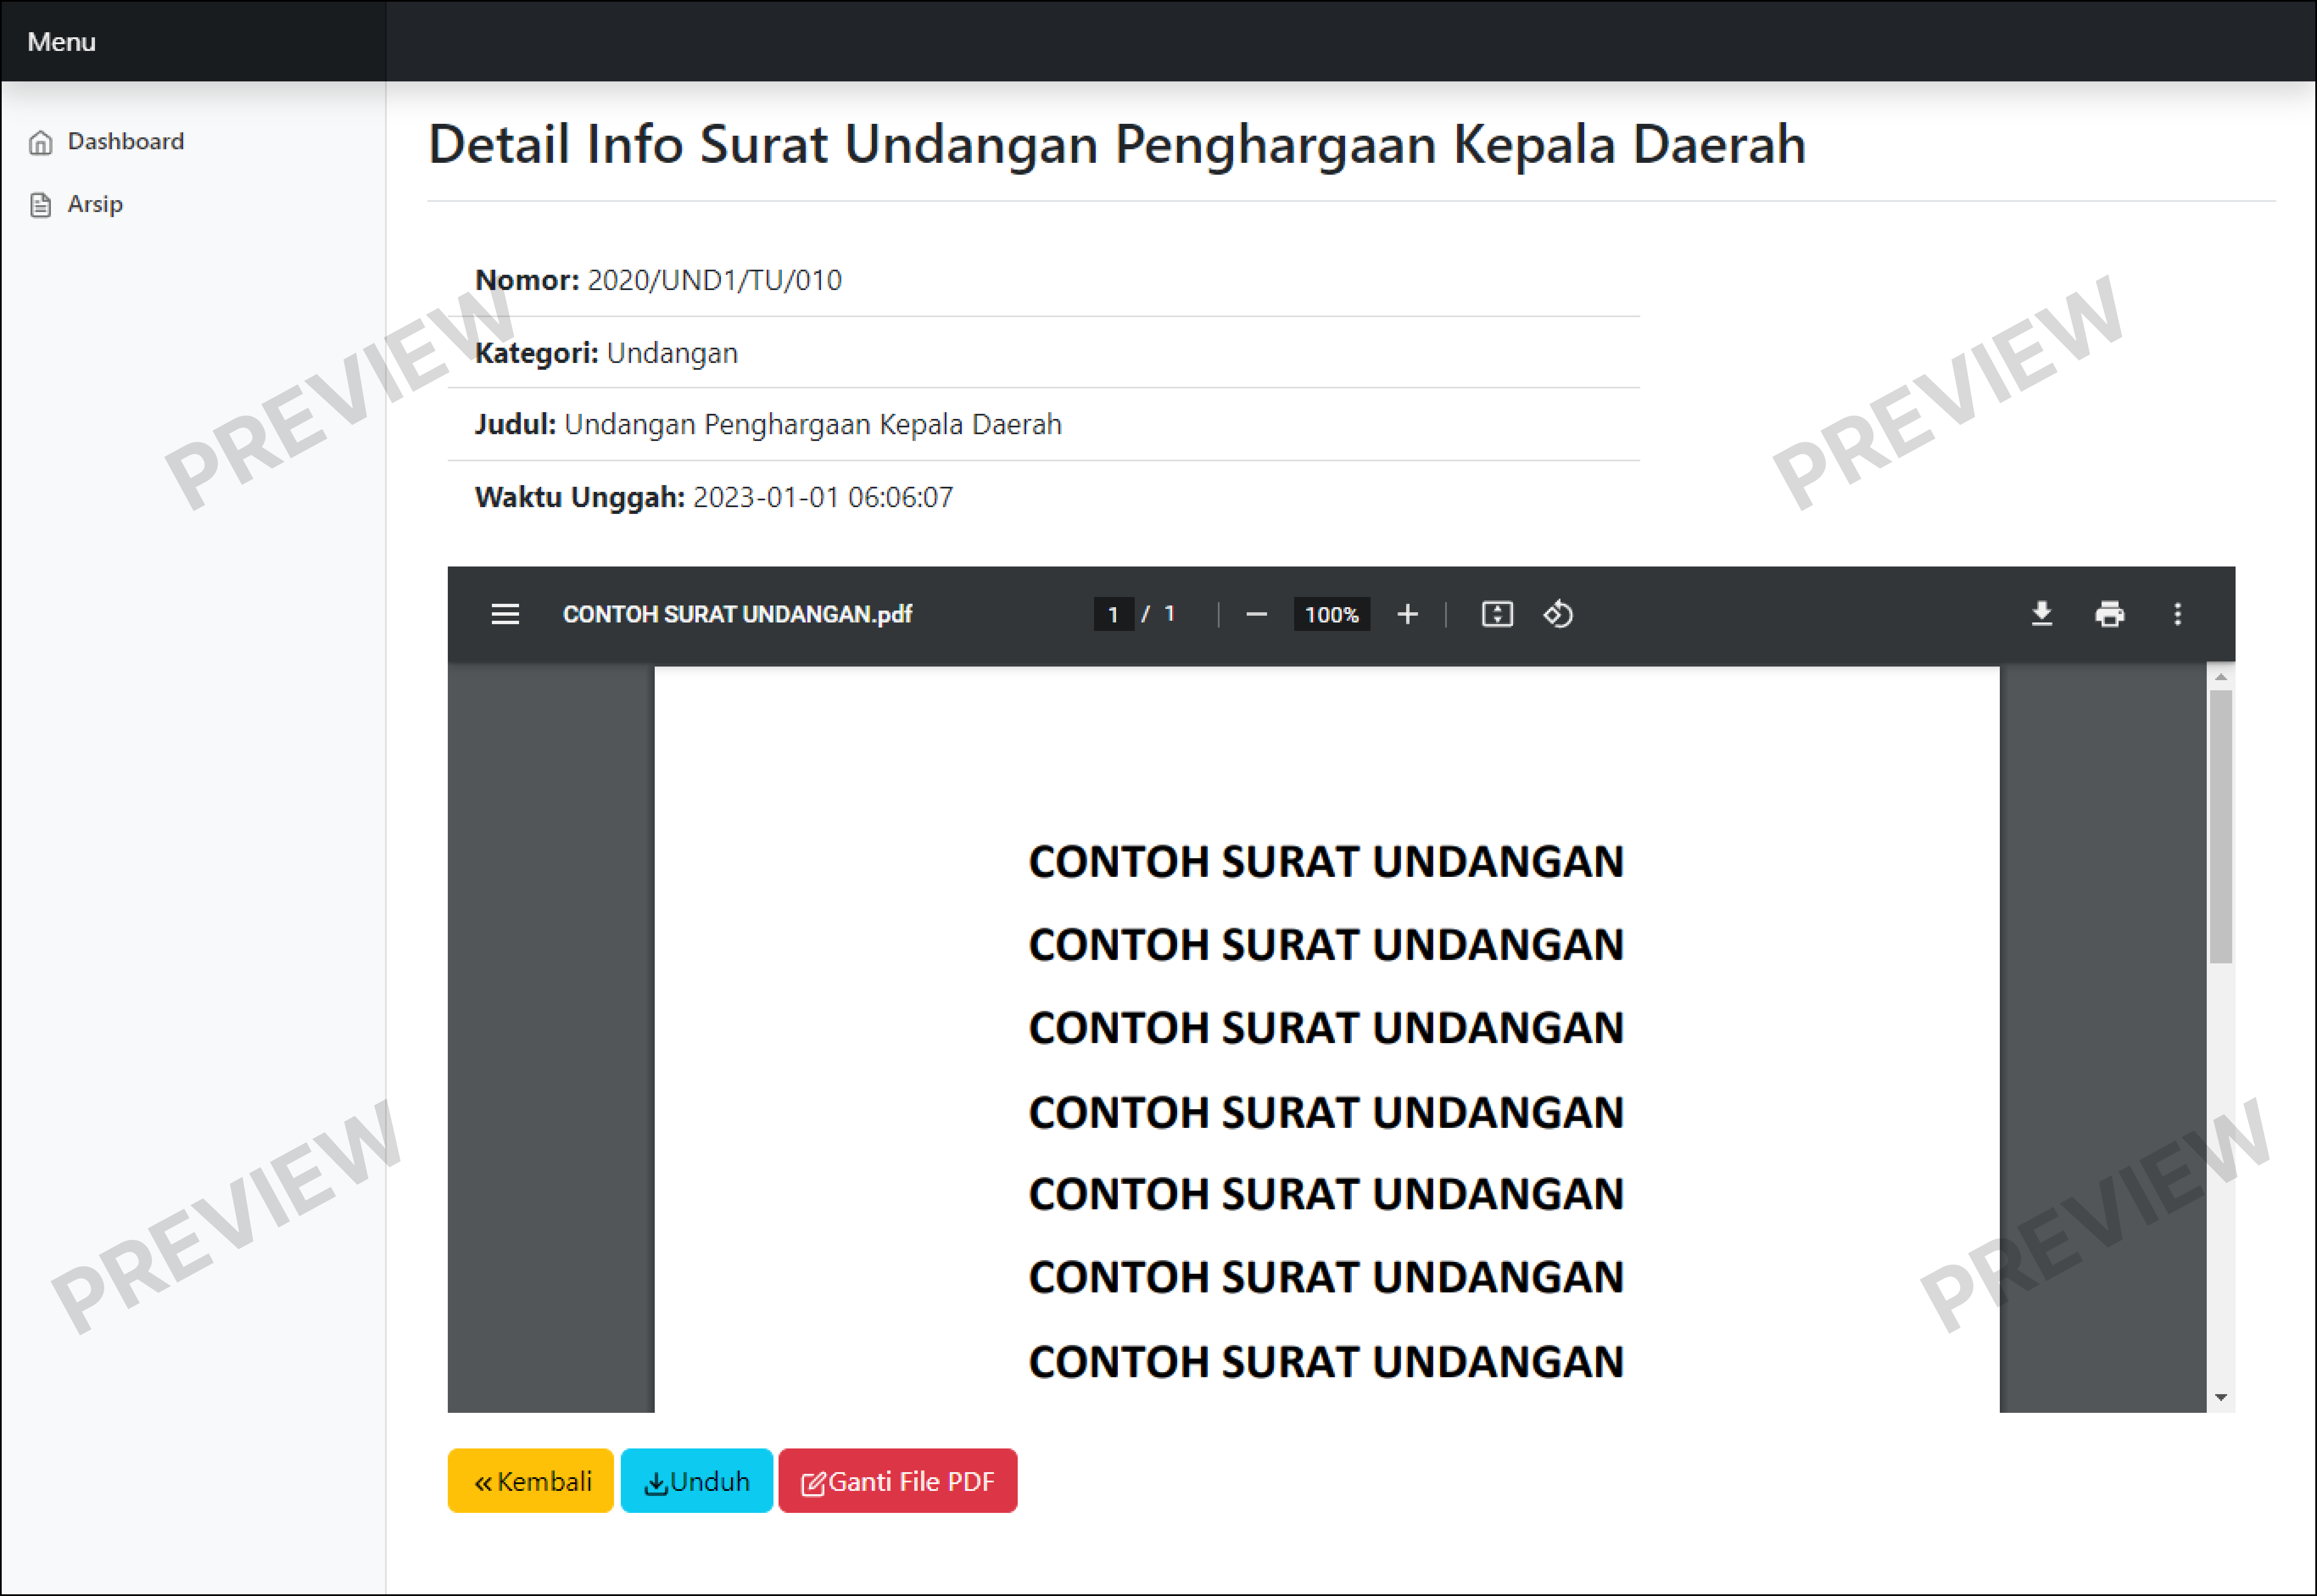 Menu
Dashboard
Arsip
Detail Info Surat Undangan Penghargaan Kepala Daerah
Nomor: 2020/UND1/TU/010
Kategori: Undangan
Judul: Undangan Penghargaan Kepala Daerah
Waktu Unggah: 2023-01-01 06:06:07
PREVIEW
PREVIEW
CONTOH SURAT UNDANGAN.pdf
1 / 1
100%
CONTOH SURAT UNDANGAN
CONTOH SURAT UNDANGAN
CONTOH SURAT UNDANGAN
CONTOH SURAT UNDANGAN
CONTOH SURAT UNDANGAN
CONTOH SURAT UNDANGAN
CONTOH SURAT UNDANGAN
PREVIEW
PREVIEW
Kembali
Unduh
Ganti File PDF